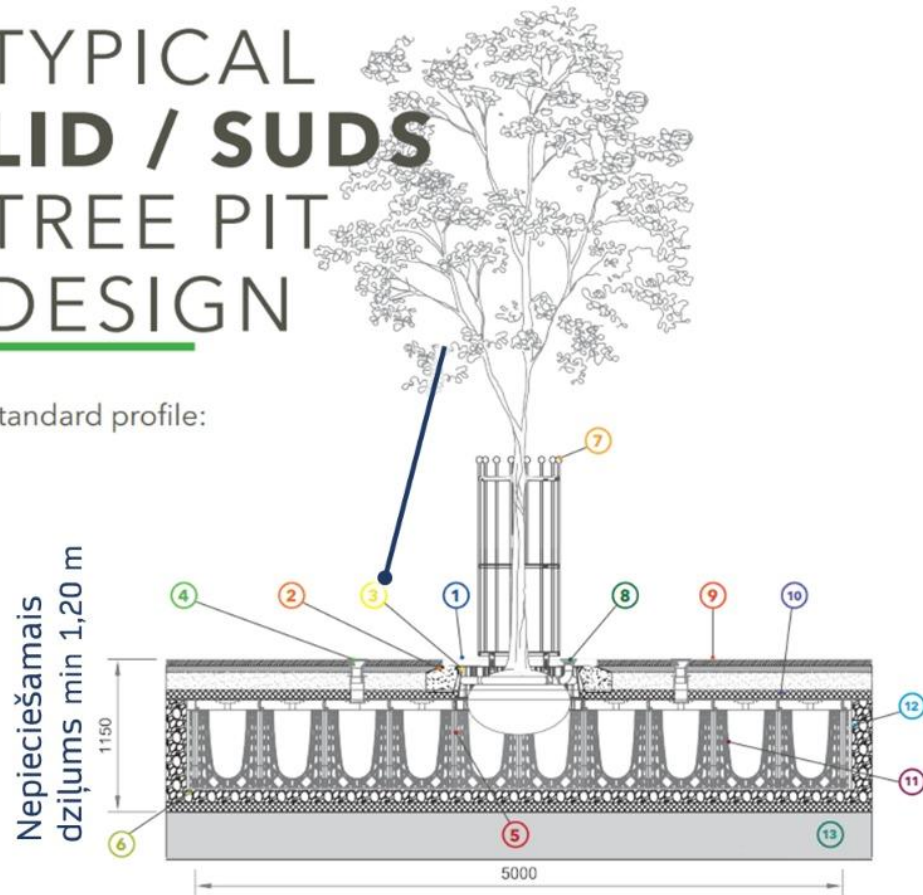 TYPICAL
LID / SUDS
TREE PIT
DESIGN
tandard profile:
7
4
2
3
1
8
9
10
Nepieciešamais
dziļums min 1,20 m
1150
12
11
6
5
13
5000